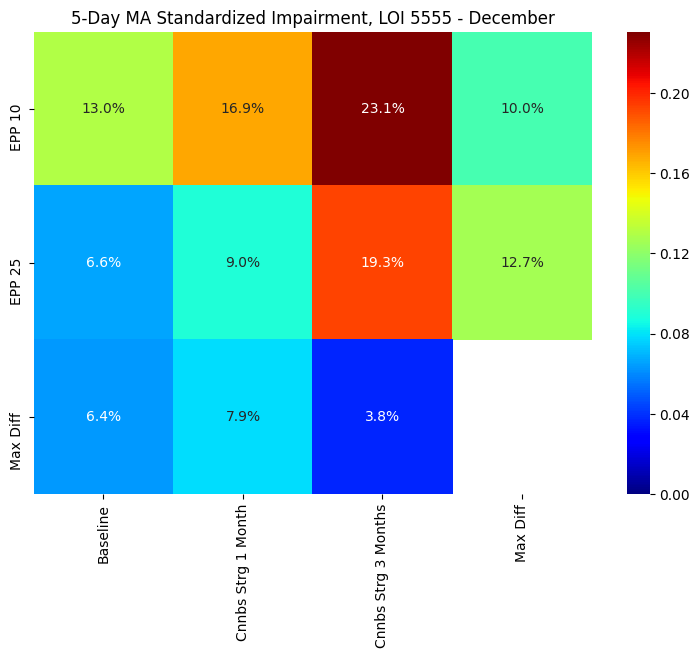 5-Day MA Standardized Impairment, LOI 5555 - December
EPP 10
13.0%
16.9%
23.1%
10.0%
EPP 25
6.6%
9.0%
19.3%
12.7%
Max Diff
6.4%
7.9%
3.8%
Baseline
Cnnbs Strg 1 Month
Cnnbs Strg 3 Months
Max Diff
0.20
0.16
0.12
0.08
0.04
0.00